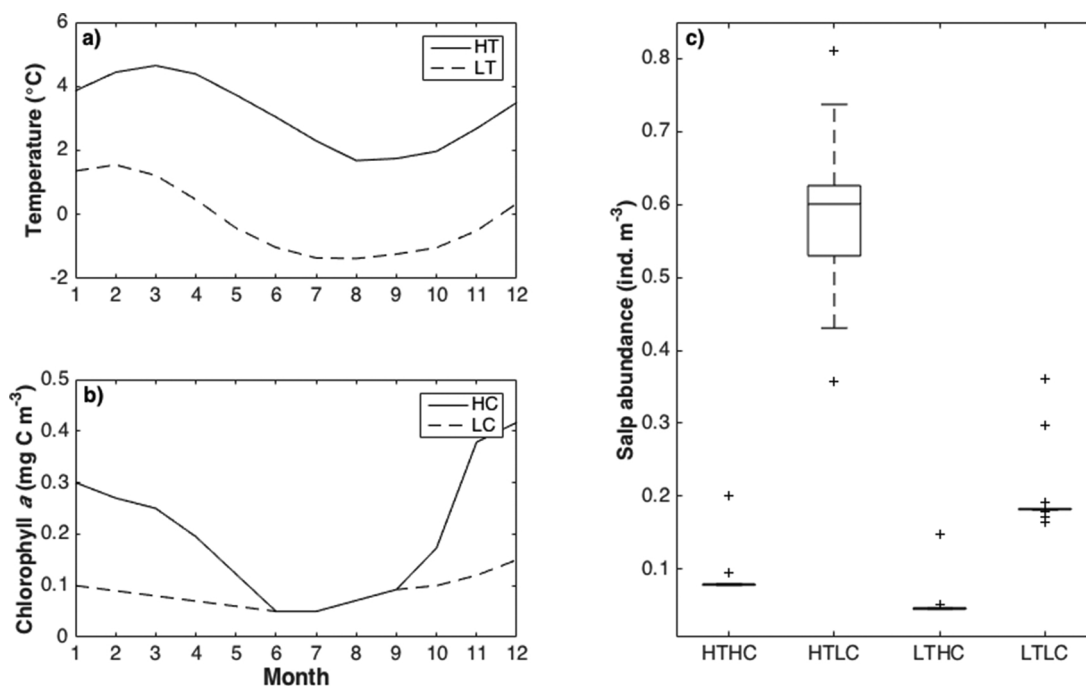 a)
HT
LT
Temperature (°C)
6
4
2
0
-2
1 2 3 4 5 6 7 8 9 10 11 12
b)
HC
LC
Chlorophyll a (mg C m⁻³)
0.5
0.4
0.3
0.2
0.1
0
1 2 3 4 5 6 7 8 9 10 11 12
Month
c)
Salp abundance (ind. m⁻³)
0.8
0.7
0.6
0.5
0.4
0.3
0.2
0.1
HTHC HTLC LTHC LTLC